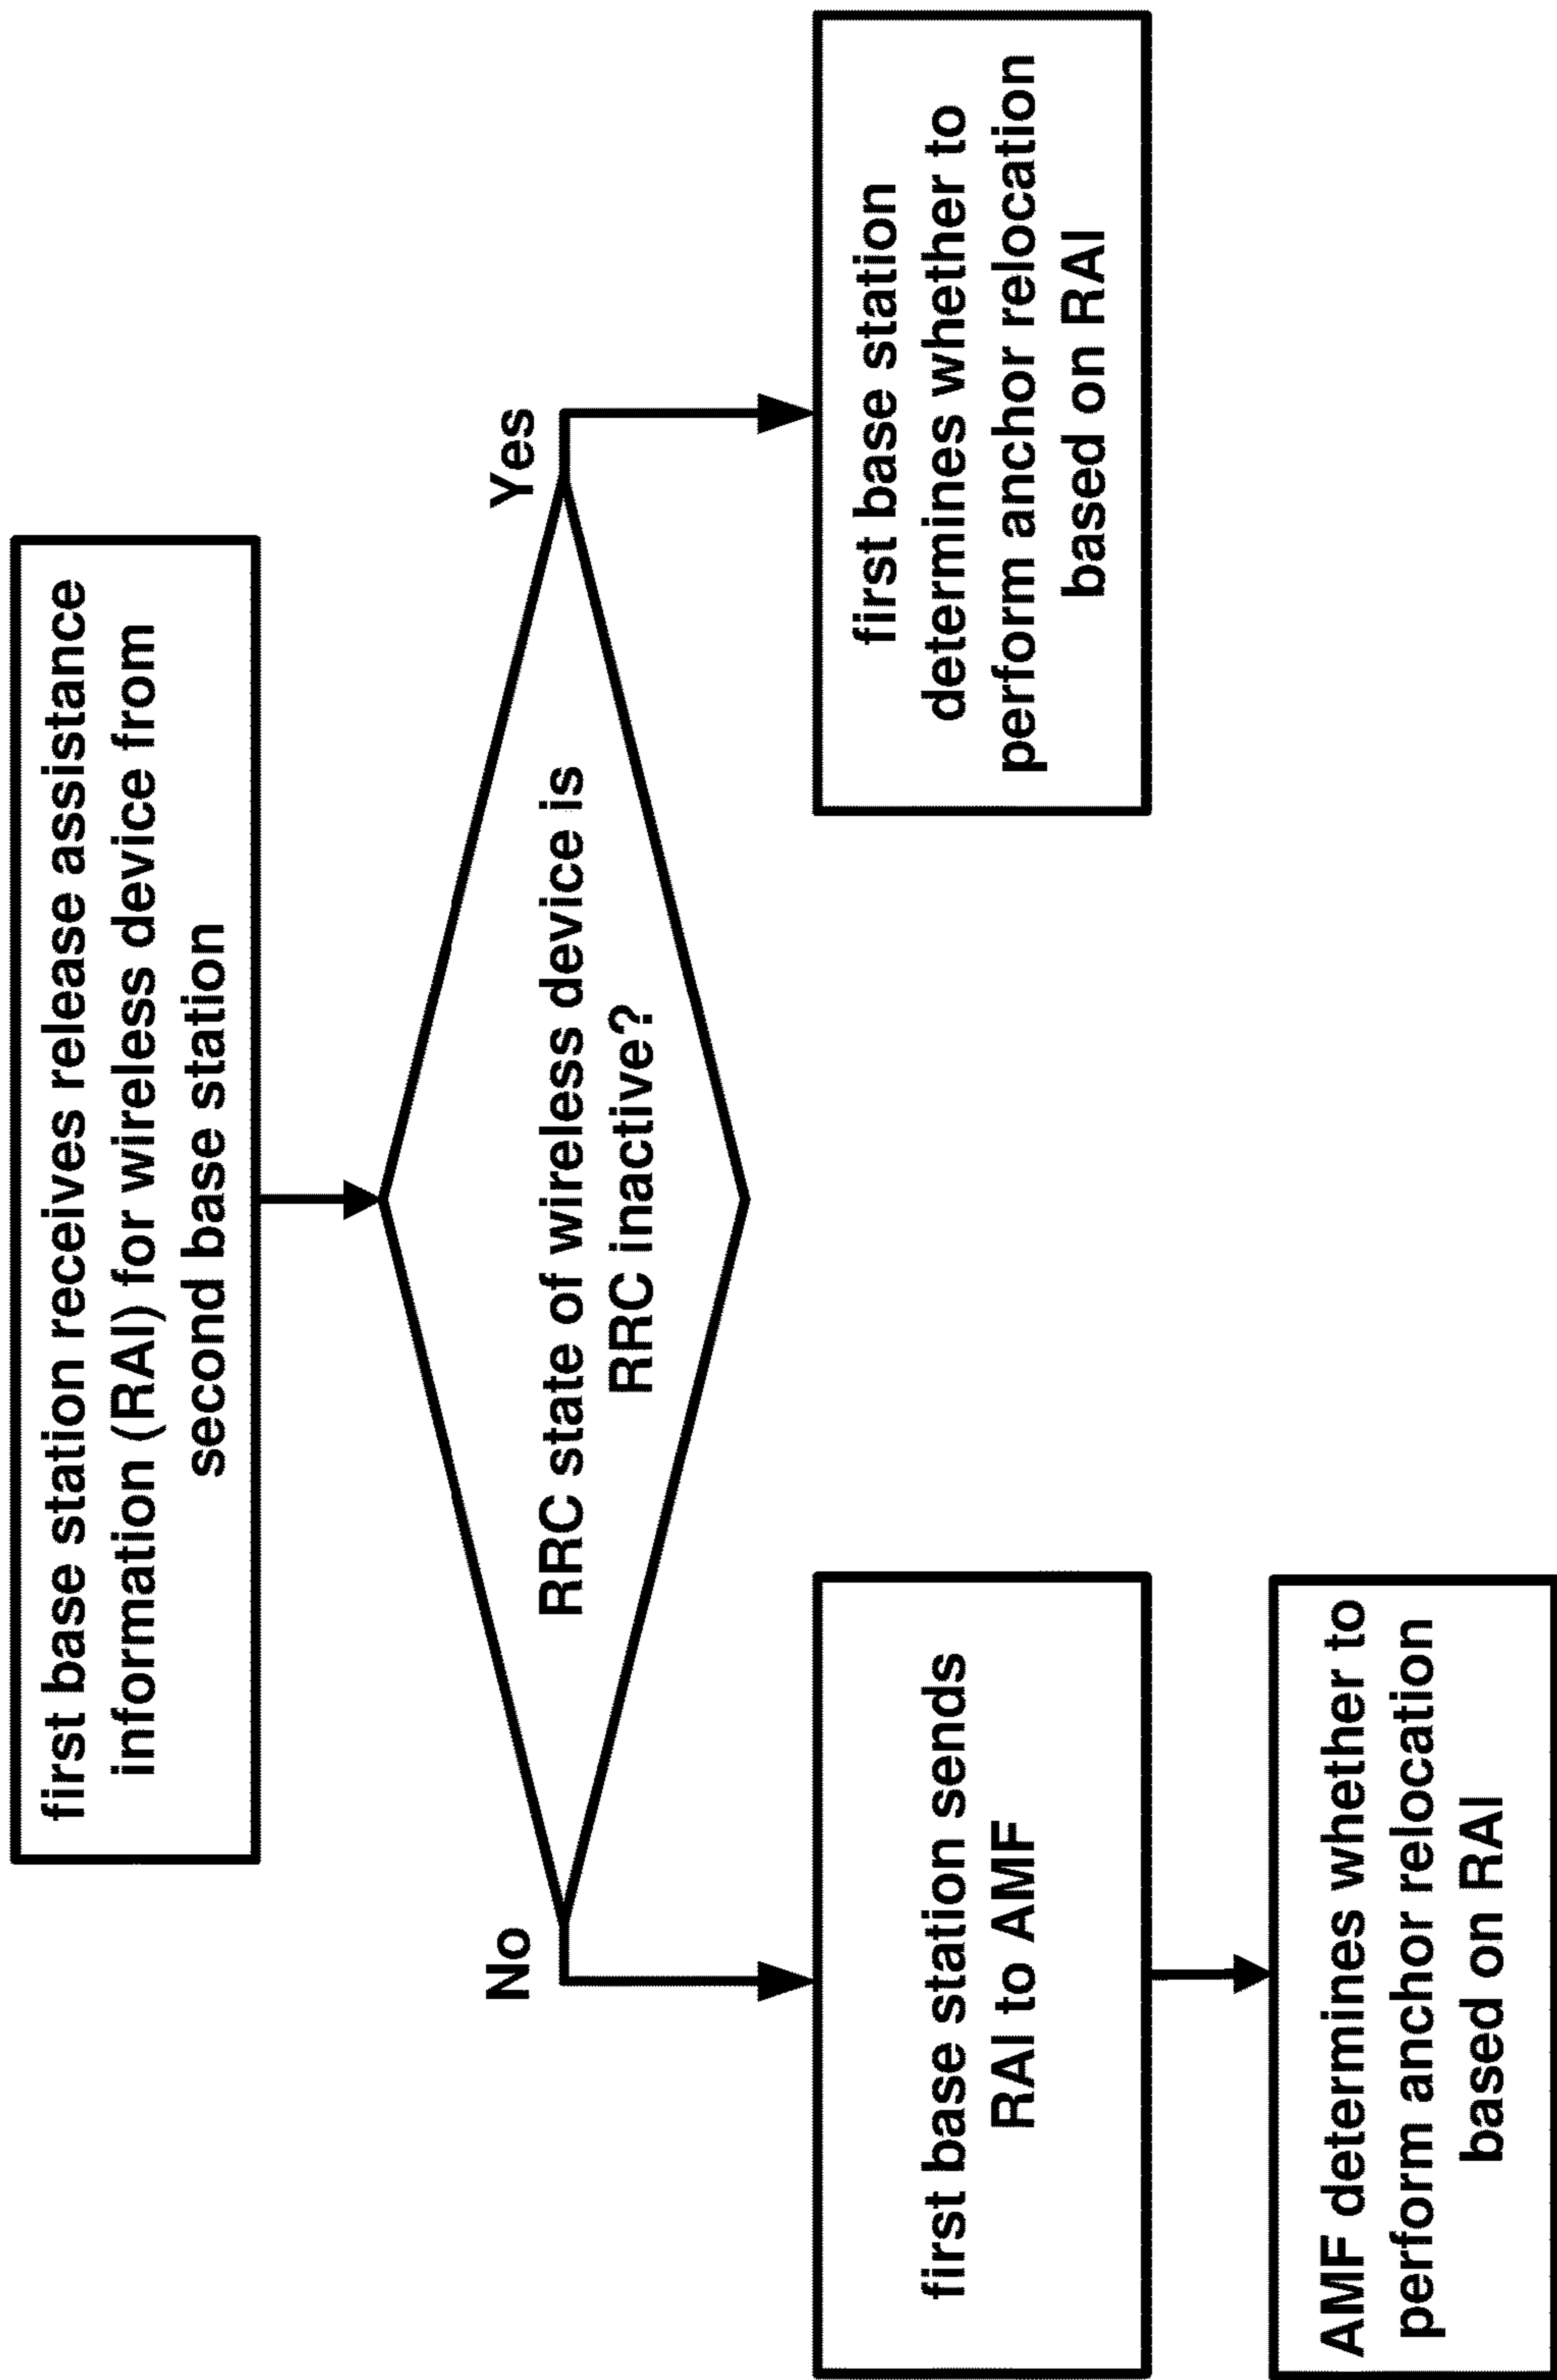 first base station receives release assistance
information (RAI) for wireless device from
second base station
RRC state of wireless device is
RRC inactive?
No
Yes
first base station sends
RAI to AMF
first base station
determines whether to
perform anchor relocation
based on RAI
AMF determines whether to
perform anchor relocation
based on RAI